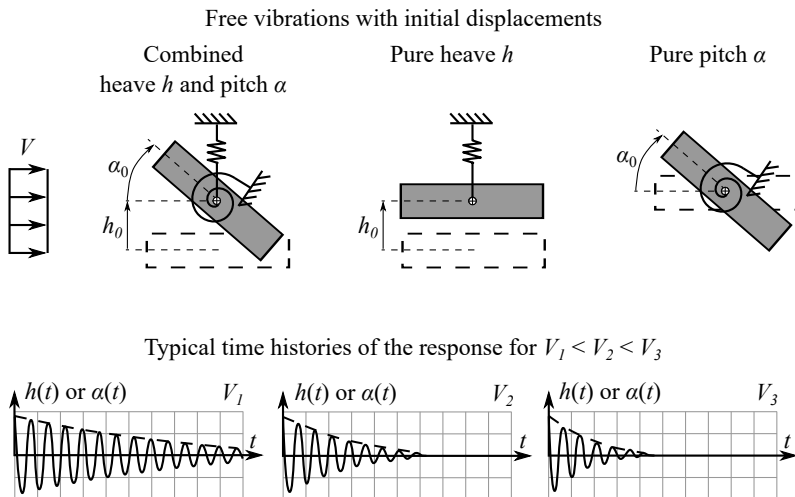 Free vibrations with initial displacements
Combined
heave h and pitch α
Pure heave h
Pure pitch α
V
α₀
h₀
h₀
α₀
Typical time histories of the response for V₁ < V₂ < V₃
h(t) or α(t) V₁
t
h(t) or α(t) V₂
t
h(t) or α(t) V₃
t